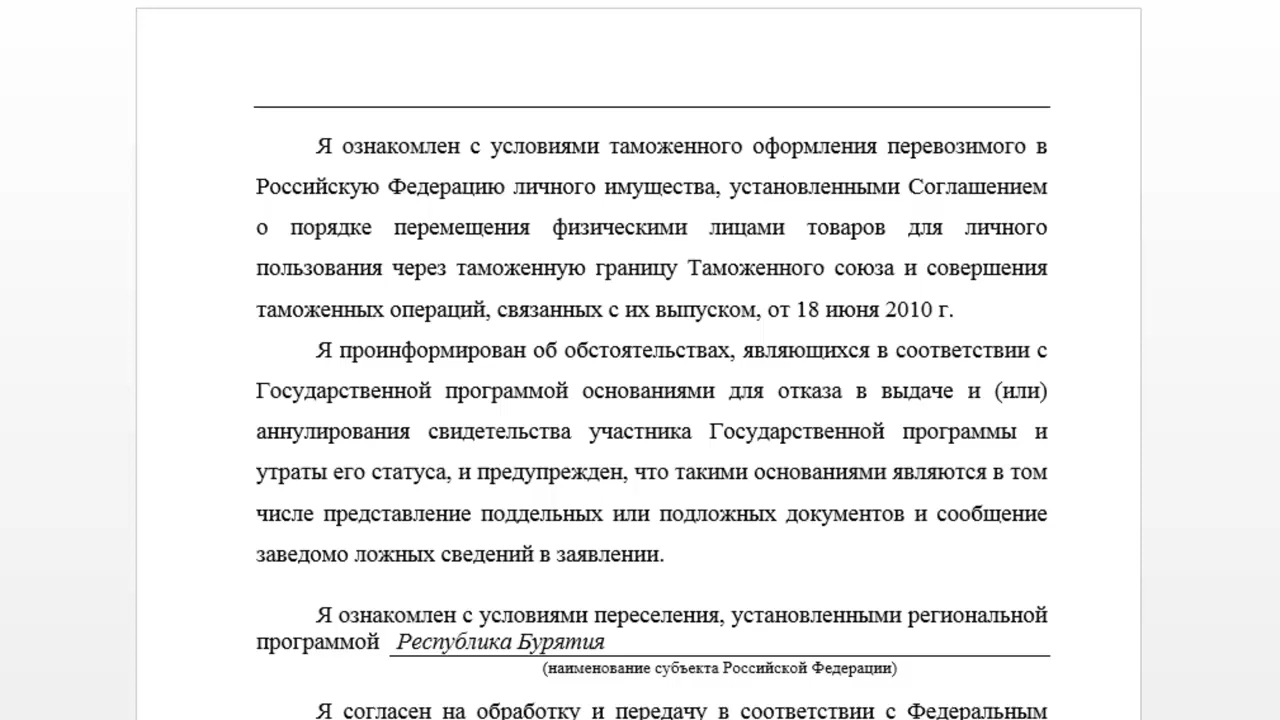 Я ознакомлен с условиями таможенного оформления перевозимого в
Российскую Федерацию личного имущества, установленными Соглашением
о порядке перемещения физическими лицами товаров для личного
пользования через таможенную границу Таможенного союза и совершения
таможенных операций, связанных с их выпуском, от 18 июня 2010 г.
Я проинформирован об обстоятельствах, являющихся в соответствии с
Государственной программой основаниями для отказа в выдаче и (или)
аннулирования свидетельства участника Государственной программы и
утраты его статуса, и предупрежден, что такими основаниями являются в том
числе представление поддельных или подложных документов и сообщение
заведомо ложных сведений в заявлении.
Я ознакомлен с условиями переселения, установленными региональной
программой Республика Бурятия
(наименование субъекта Российской Федерации)
Я согласен на обработку и передачу в соответствии с Федеральным